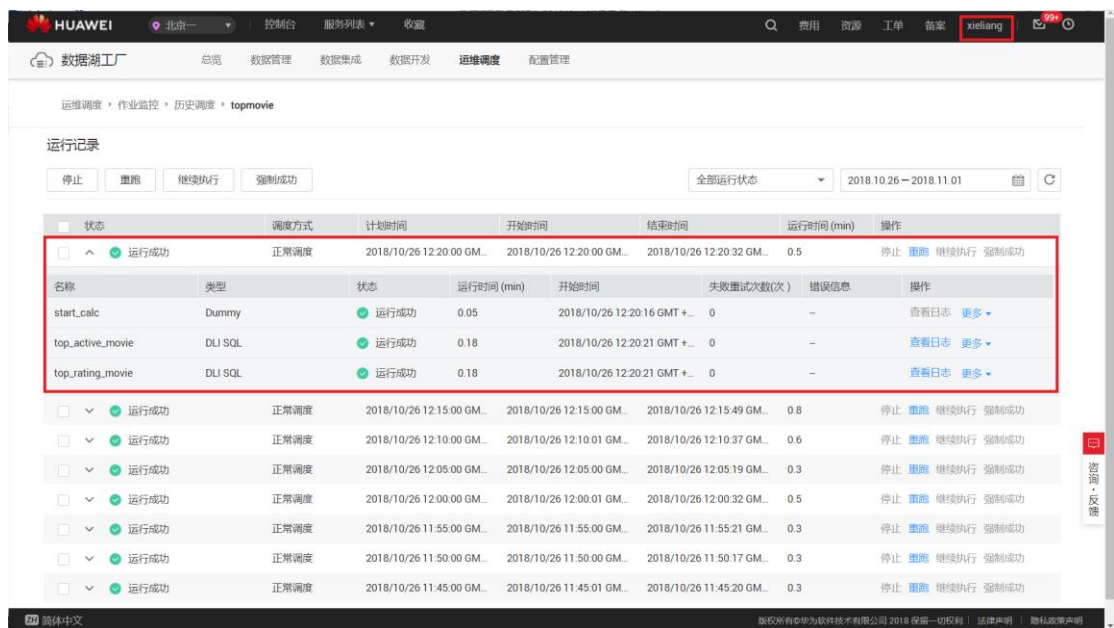 HUAWEI 北京一 控制台 服务列表 收藏 费用 资源 工单 备案 xieliang 99+
数据湖工厂 总览 数据管理 数据集成 数据开发 运维调度 配置管理
运维调度 › 作业监控 › 历史调度 › topmovie
运行记录
停止 重跑 继续执行 强制成功 全部运行状态 2018.10.26 – 2018.11.01
状态 调度方式 计划时间 开始时间 结束时间 运行时间 (min) 操作
运行成功 正常调度 2018/10/26 12:20:00 GM... 2018/10/26 12:20:00 GM... 2018/10/26 12:20:32 GM... 0.5 停止 重跑 继续执行 强制成功
名称 类型 状态 运行时间 (min) 开始时间 失败重试次数(次) 错误信息 操作
start_calc Dummy 运行成功 0.05 2018/10/26 12:20:16 GMT +... 0 -- 查看日志 更多
top_active_movie DLI SQL 运行成功 0.18 2018/10/26 12:20:21 GMT +... 0 -- 查看日志 更多
top_rating_movie DLI SQL 运行成功 0.18 2018/10/26 12:20:21 GMT +... 0 -- 查看日志 更多
运行成功 正常调度 2018/10/26 12:15:00 GM... 2018/10/26 12:15:00 GM... 2018/10/26 12:15:49 GM... 0.8 停止 重跑 继续执行 强制成功
运行成功 正常调度 2018/10/26 12:10:00 GM... 2018/10/26 12:10:01 GM... 2018/10/26 12:10:37 GM... 0.6 停止 重跑 继续执行 强制成功
运行成功 正常调度 2018/10/26 12:05:00 GM... 2018/10/26 12:05:00 GM... 2018/10/26 12:05:19 GM... 0.3 停止 重跑 继续执行 强制成功
运行成功 正常调度 2018/10/26 12:00:00 GM... 2018/10/26 12:00:01 GM... 2018/10/26 12:00:32 GM... 0.5 停止 重跑 继续执行 强制成功
运行成功 正常调度 2018/10/26 11:55:00 GM... 2018/10/26 11:55:00 GM... 2018/10/26 11:55:21 GM... 0.3 停止 重跑 继续执行 强制成功
运行成功 正常调度 2018/10/26 11:50:00 GM... 2018/10/26 11:50:00 GM... 2018/10/26 11:50:17 GM... 0.3 停止 重跑 继续执行 强制成功
运行成功 正常调度 2018/10/26 11:45:00 GM... 2018/10/26 11:45:01 GM... 2018/10/26 11:45:20 GM... 0.3 停止 重跑 继续执行 强制成功
咨询·反馈
ZH 简体中文 版权所有©华为软件技术有限公司 2018 保留一切权利 | 法律声明 | 隐私政策声明